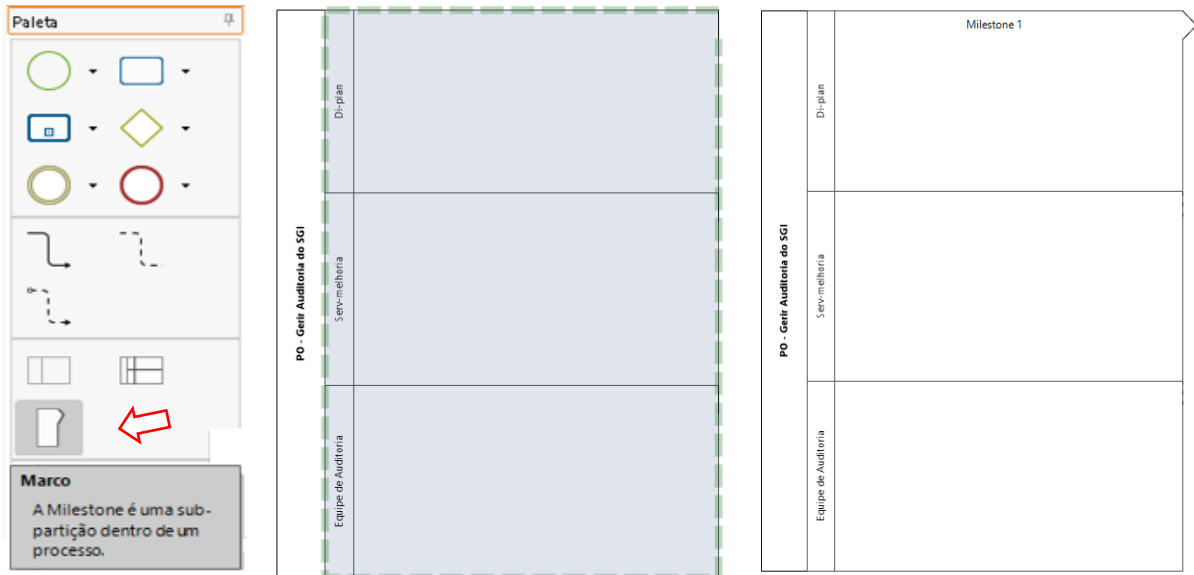 Paleta
Marco
A Milestone é uma sub-
partição dentro de um
processo.
PO - Gerir Auditoria do SGI
Di-plan
Serv-melhoria
Equipe de Auditoria
Milestone 1
PO - Gerir Auditoria do SGI
Di-plan
Serv-melhoria
Equipe de Auditoria